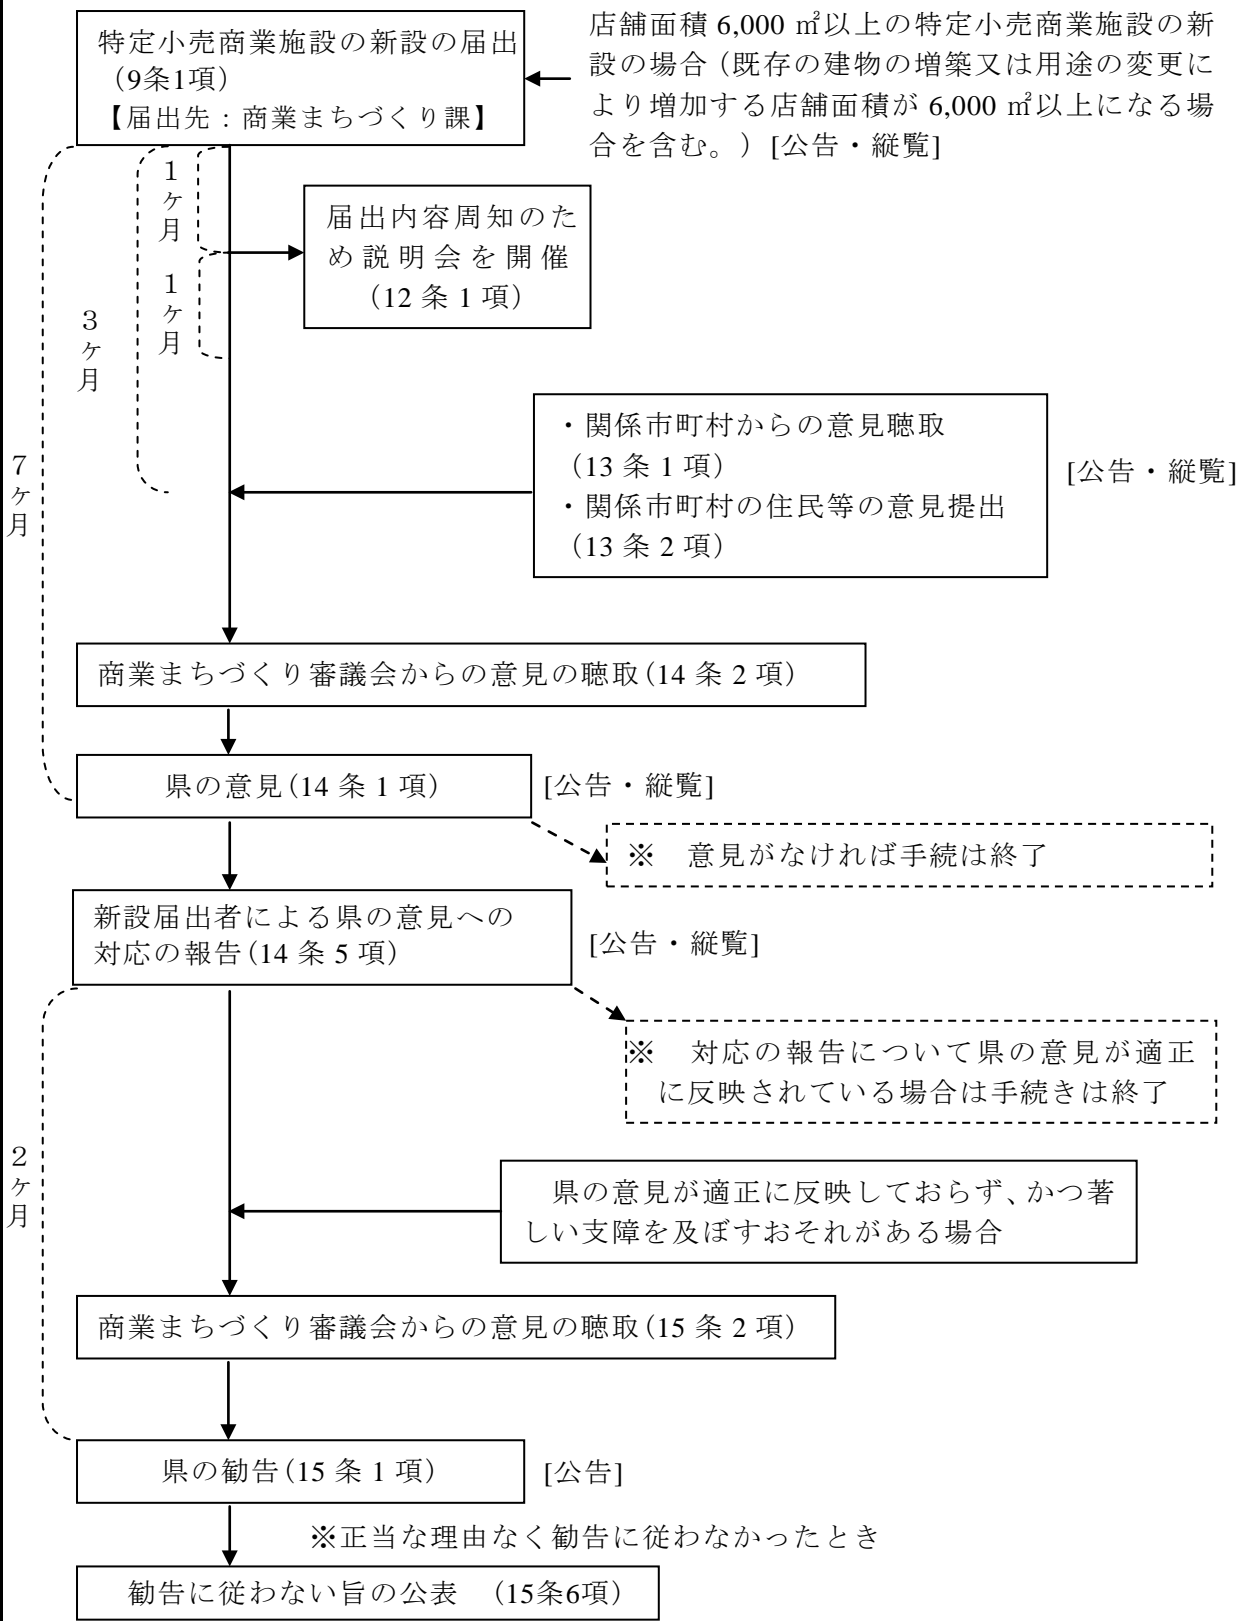 特定小売商業施設の新設の届出
（9条1項）
【届出先：商業まちづくり課】
店舗面積 6,000 ㎡以上の特定小売商業施設の新
設の場合（既存の建物の増築又は用途の変更に
より増加する店舗面積が 6,000 ㎡以上になる場
合を含む。）[公告・縦覧]
１ヶ月
届出内容周知のた
め説明会を開催
（12 条 1 項）
１ヶ月
３ヶ月
７ヶ月
・関係市町村からの意見聴取
（13 条 1 項）
・関係市町村の住民等の意見提出
（13 条 2 項）
[公告・縦覧]
商業まちづくり審議会からの意見の聴取（14 条 2 項）
県の意見（14 条 1 項）
[公告・縦覧]
※　意見がなければ手続は終了
新設届出者による県の意見への
対応の報告（14 条 5 項）
[公告・縦覧]
※　対応の報告について県の意見が適正
に反映されている場合は手続きは終了
２ヶ月
県の意見が適正に反映しておらず、かつ著
しい支障を及ぼすおそれがある場合
商業まちづくり審議会からの意見の聴取（15 条 2 項）
県の勧告（15 条 1 項）
[公告]
※正当な理由なく勧告に従わなかったとき
勧告に従わない旨の公表　（15条6項）